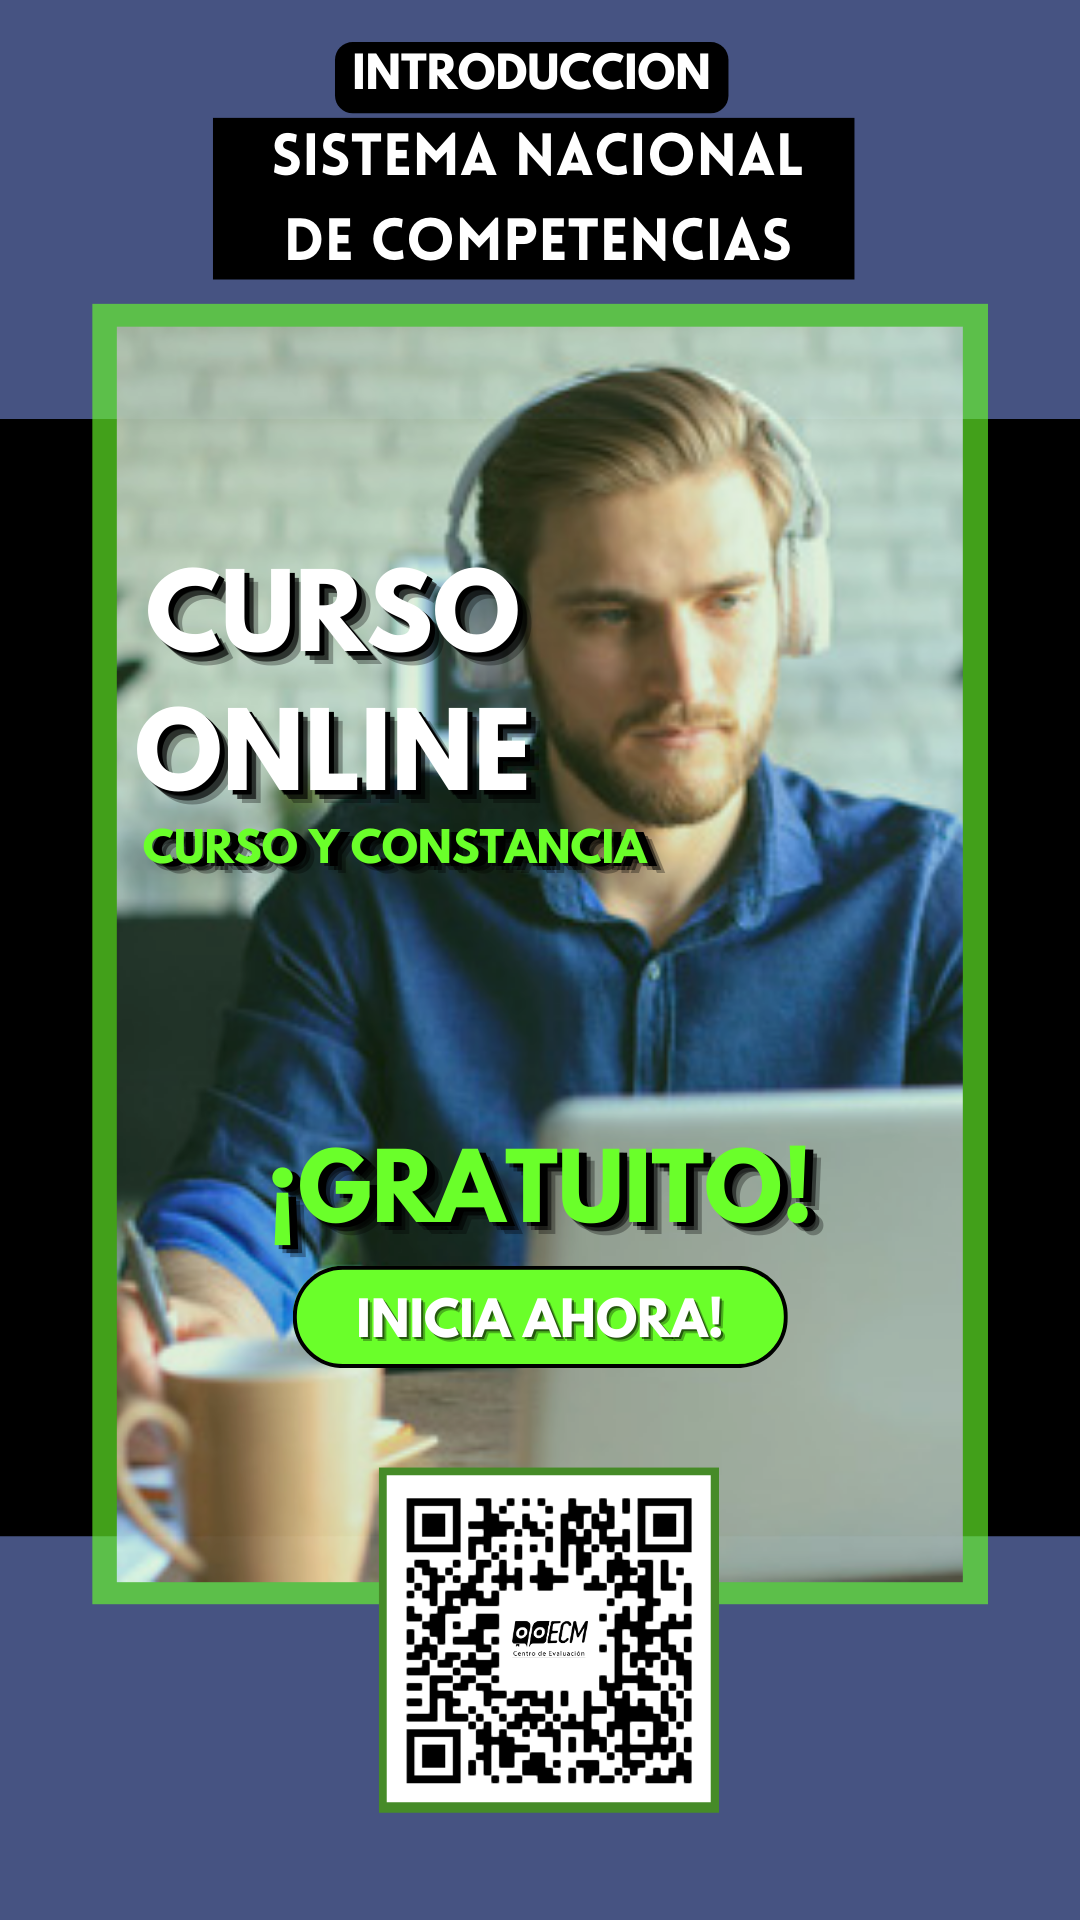 INTRODUCCION
SISTEMA NACIONAL
DE COMPETENCIAS
CURSO
ONLINE
CURSO Y CONSTANCIA
¡GRATUITO!
INICIA AHORA!
ECM
Centro de Evaluación